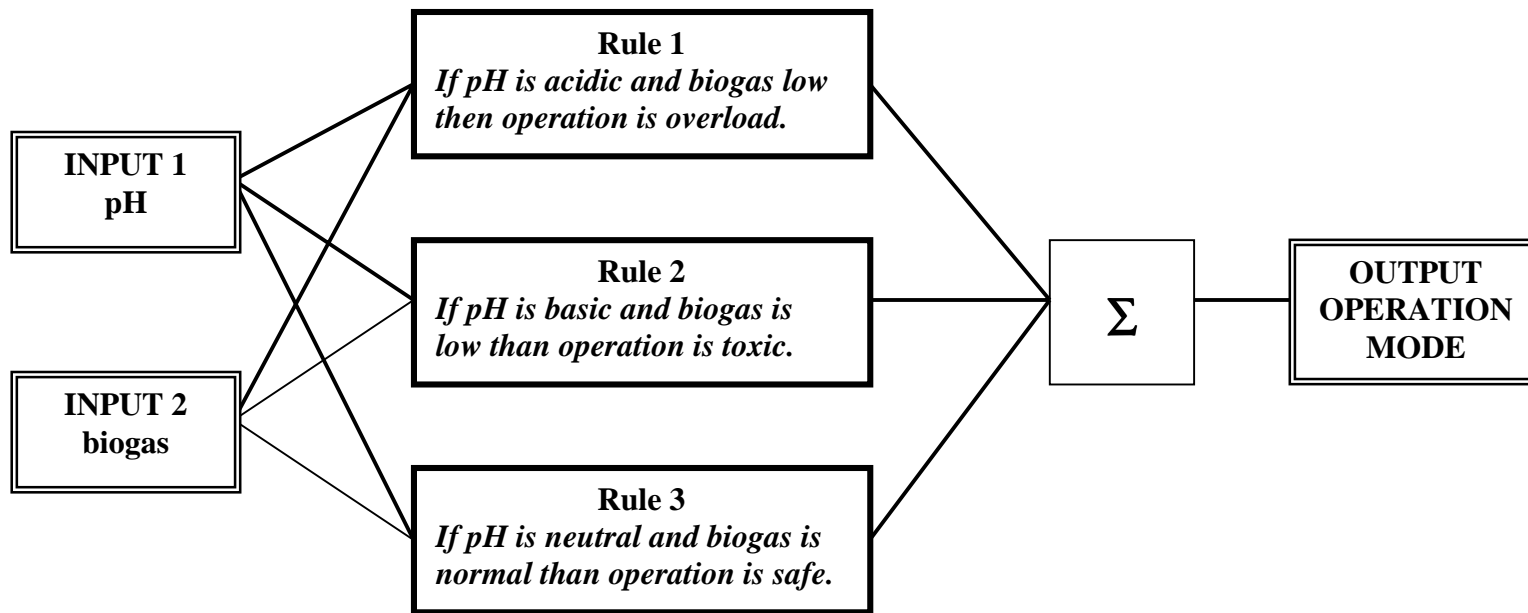 Rule 1
If pH is acidic and biogas low
then operation is overload.
INPUT 1
pH
Rule 2
If pH is basic and biogas is
low than operation is toxic.
Σ
OUTPUT
OPERATION
MODE
INPUT 2
biogas
Rule 3
If pH is neutral and biogas is
normal than operation is safe.